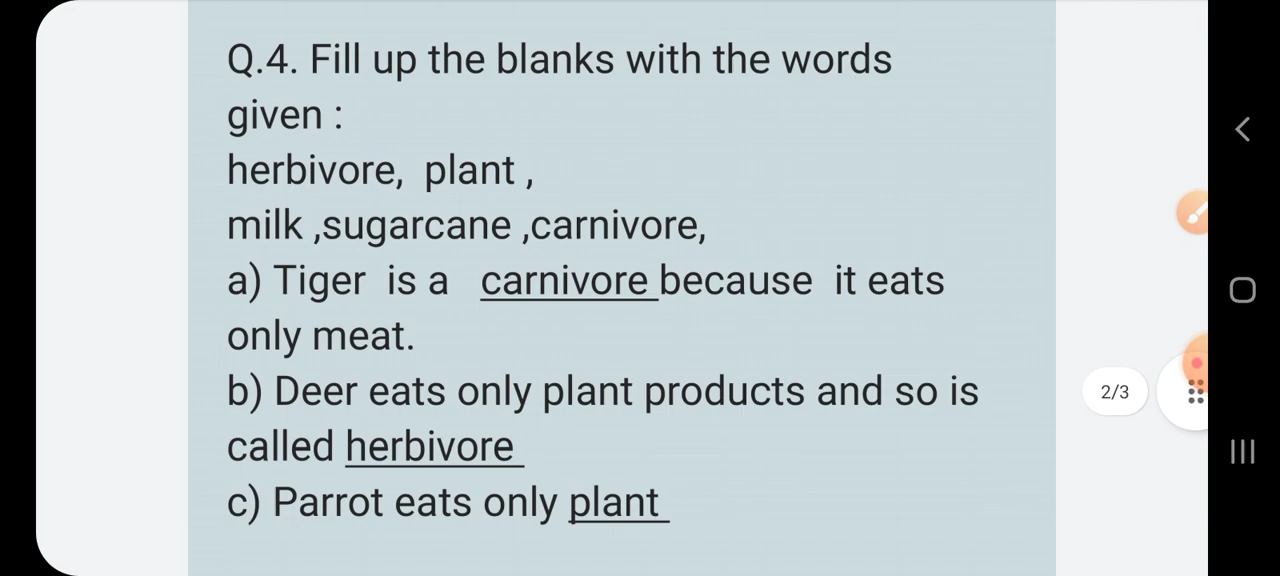 Q.4. Fill up the blanks with the words
given :
herbivore,  plant ,
milk ,sugarcane ,carnivore,
a) Tiger  is a   carnivore because  it eats
only meat.
b) Deer eats only plant products and so is
called herbivore
c) Parrot eats only plant
2/3